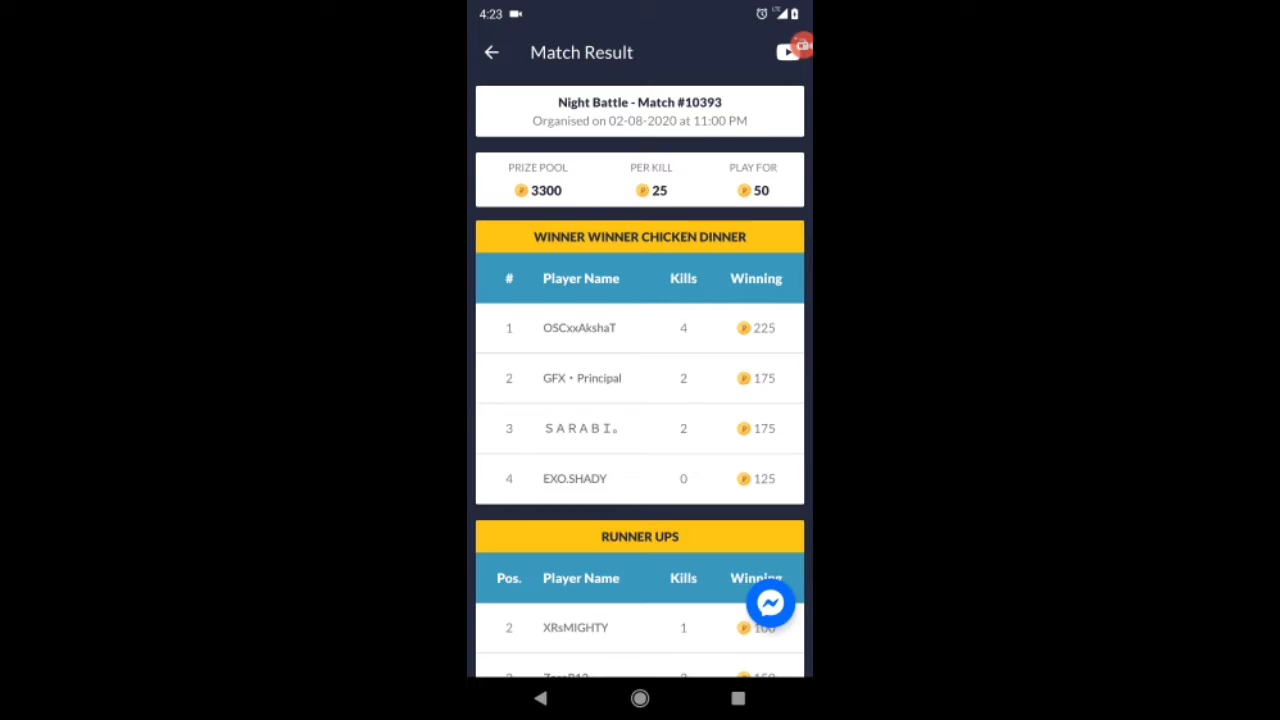 4:23
LTE
Match Result
Night Battle - Match #10393
Organised on 02-08-2020 at 11:00 PM
PRIZE POOL PER KILL PLAY FOR
3300 25 50
WINNER WINNER CHICKEN DINNER
# Player Name Kills Winning
1 OSCxxAkshaT 4 225
2 GFX・Principal 2 175
3 ＳＡＲＡＢＩ。 2 175
4 EXO.SHADY 0 125
RUNNER UPS
Pos. Player Name Kills Winning
2 XRsMIGHTY 1